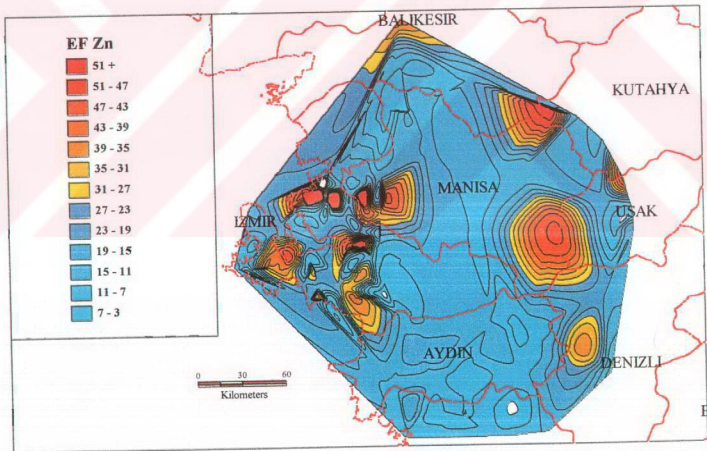 BALIKESIR
EF Zn
51 +
51 - 47
47 - 43
43 - 39
39 - 35
35 - 31
31 - 27
27 - 23
23 - 19
19 - 15
15 - 11
11 - 7
7 - 3
KUTAHYA
MANISA
IZMIR
USAK
AYDIN
DENIZLI
0 30 60
Kilometers
E